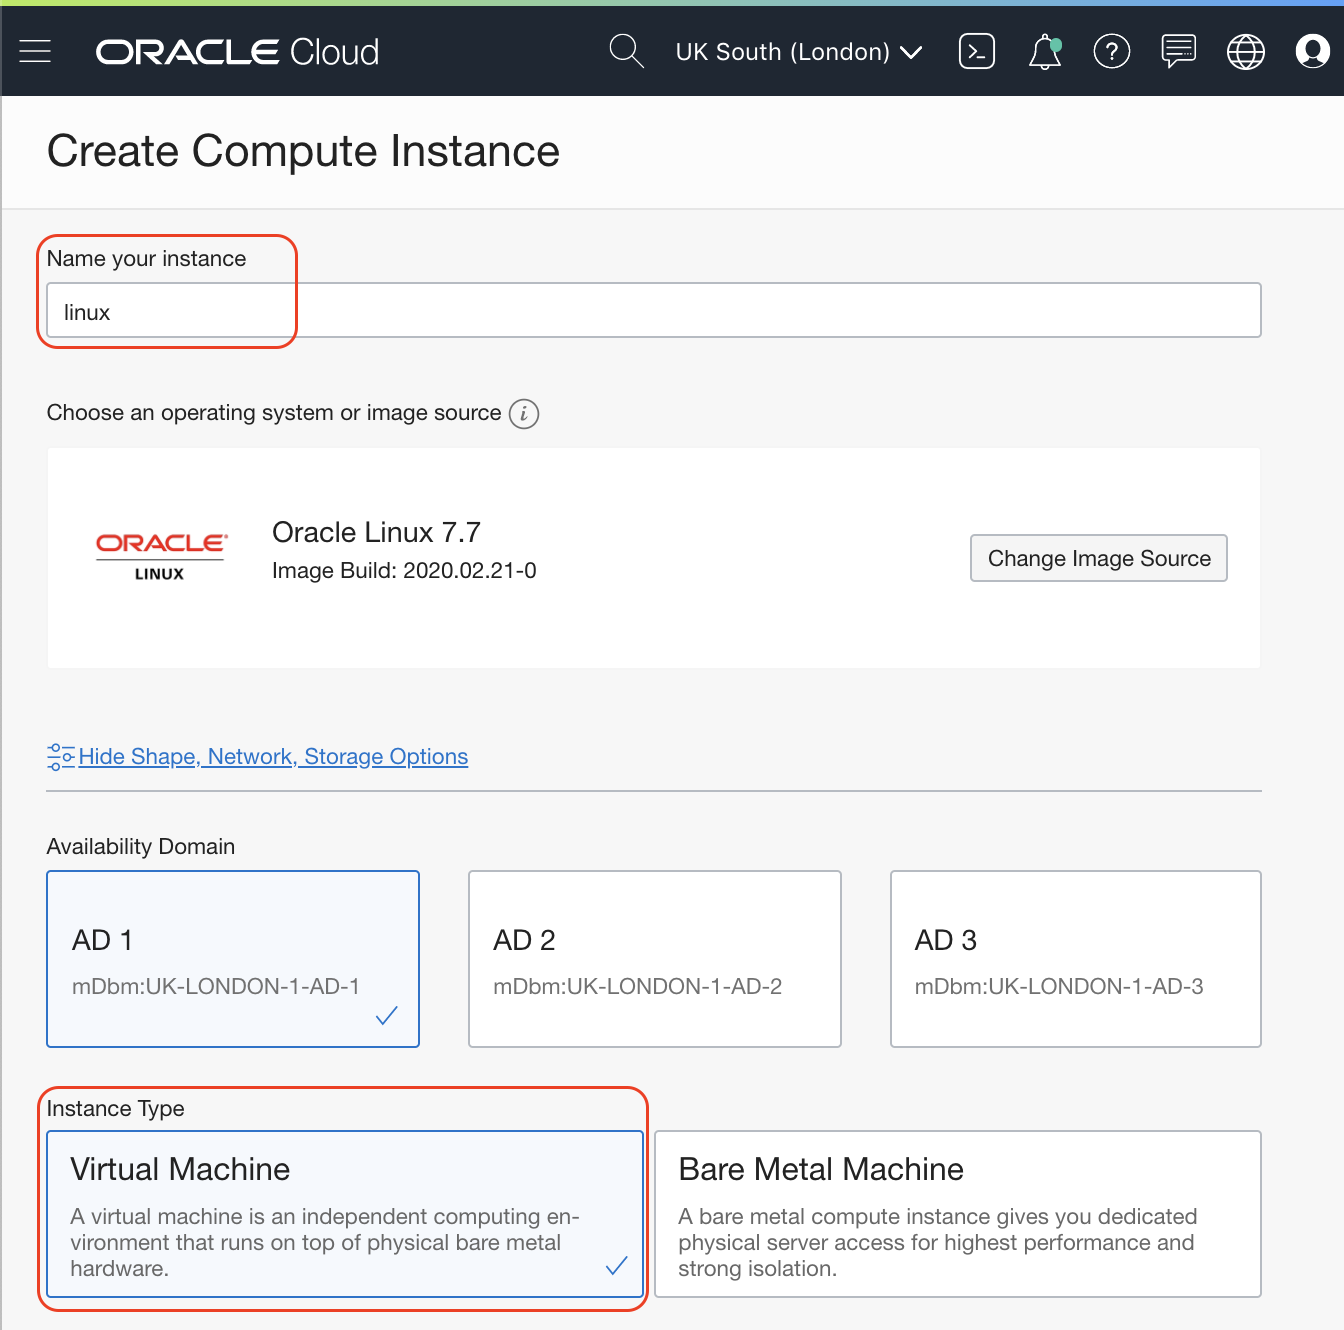 ORACLE Cloud
UK South (London)
Create Compute Instance
Name your instance
linux
Choose an operating system or image source
ORACLE
LINUX
Oracle Linux 7.7
Image Build: 2020.02.21-0
Change Image Source
Hide Shape, Network, Storage Options
Availability Domain
AD 1
mDbm:UK-LONDON-1-AD-1
AD 2
mDbm:UK-LONDON-1-AD-2
AD 3
mDbm:UK-LONDON-1-AD-3
Instance Type
Virtual Machine
A virtual machine is an independent computing en-
vironment that runs on top of physical bare metal
hardware.
Bare Metal Machine
A bare metal compute instance gives you dedicated
physical server access for highest performance and
strong isolation.